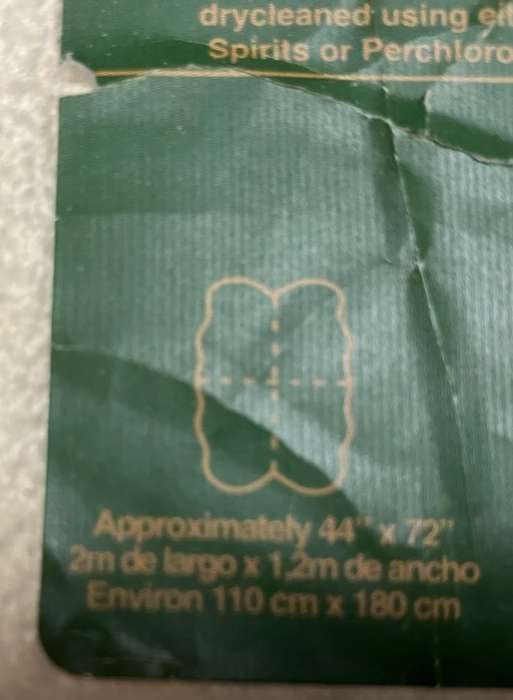 drycleaned using
Spirits or
Approximately 44" x 72"
2m de largo x 1,2m de ancho
Environ 110 cm x 180 cm